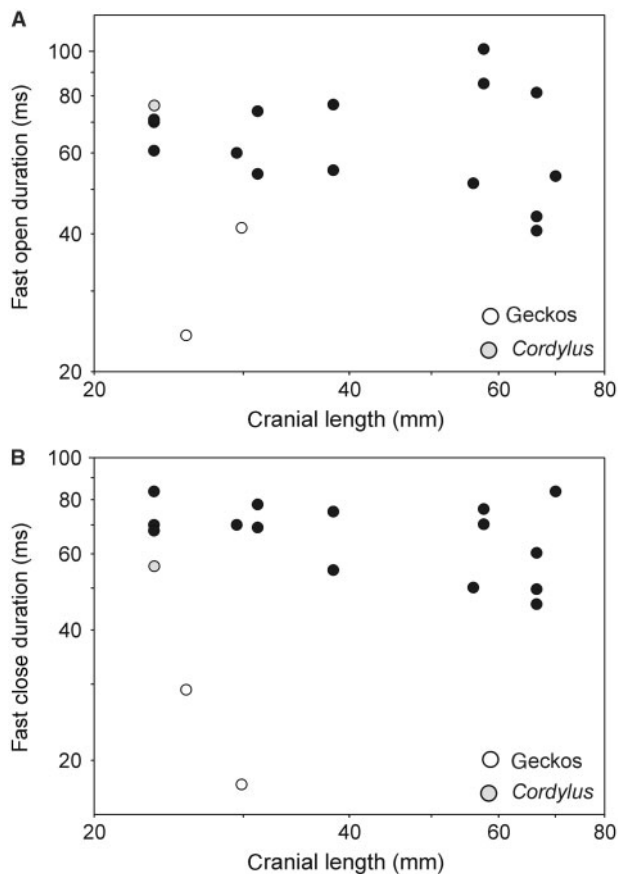 A
Fast open duration (ms)
100
80
60
40
20
Geckos
Cordylus
20 40 60 80
Cranial length (mm)
B
Fast close duration (ms)
100
80
60
40
20
Geckos
Cordylus
20 40 60 80
Cranial length (mm)